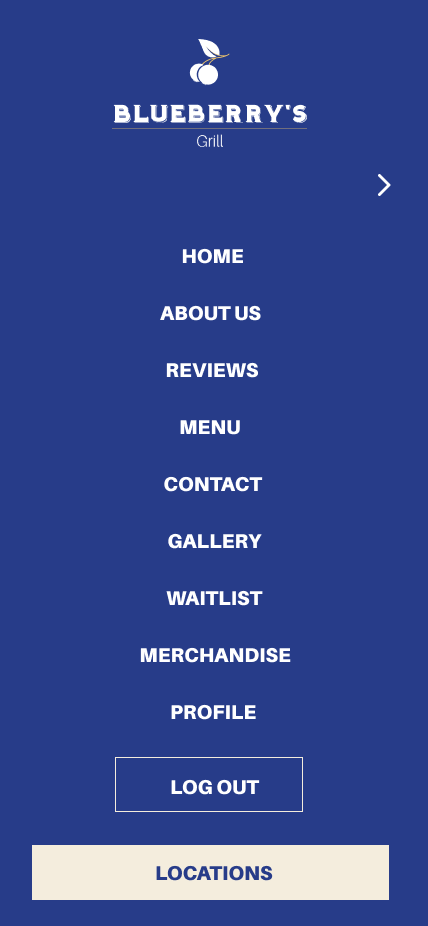 BLUEBERRY'S
Grill
HOME
ABOUT US
REVIEWS
MENU
CONTACT
GALLERY
WAITLIST
MERCHANDISE
PROFILE
LOG OUT
LOCATIONS